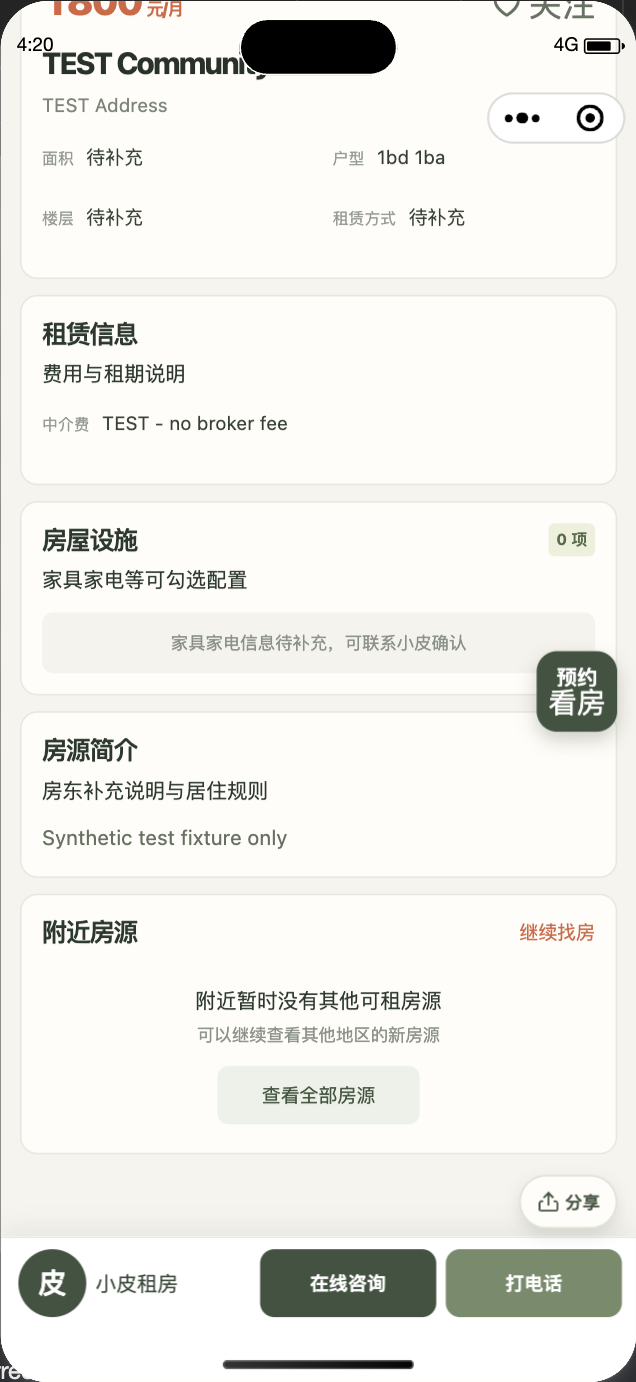 1800 元/月
关注
4:20
4G
TEST Community
TEST Address
面积 待补充
户型 1bd 1ba
楼层 待补充
租赁方式 待补充
租赁信息
费用与租期说明
中介费 TEST - no broker fee
房屋设施
0 项
家具家电等可勾选配置
家具家电信息待补充，可联系小皮确认
预约
看房
房源简介
房东补充说明与居住规则
Synthetic test fixture only
附近房源
继续找房
附近暂时没有其他可租房源
可以继续查看其他地区的新房源
查看全部房源
分享
皮 小皮租房
在线咨询
打电话